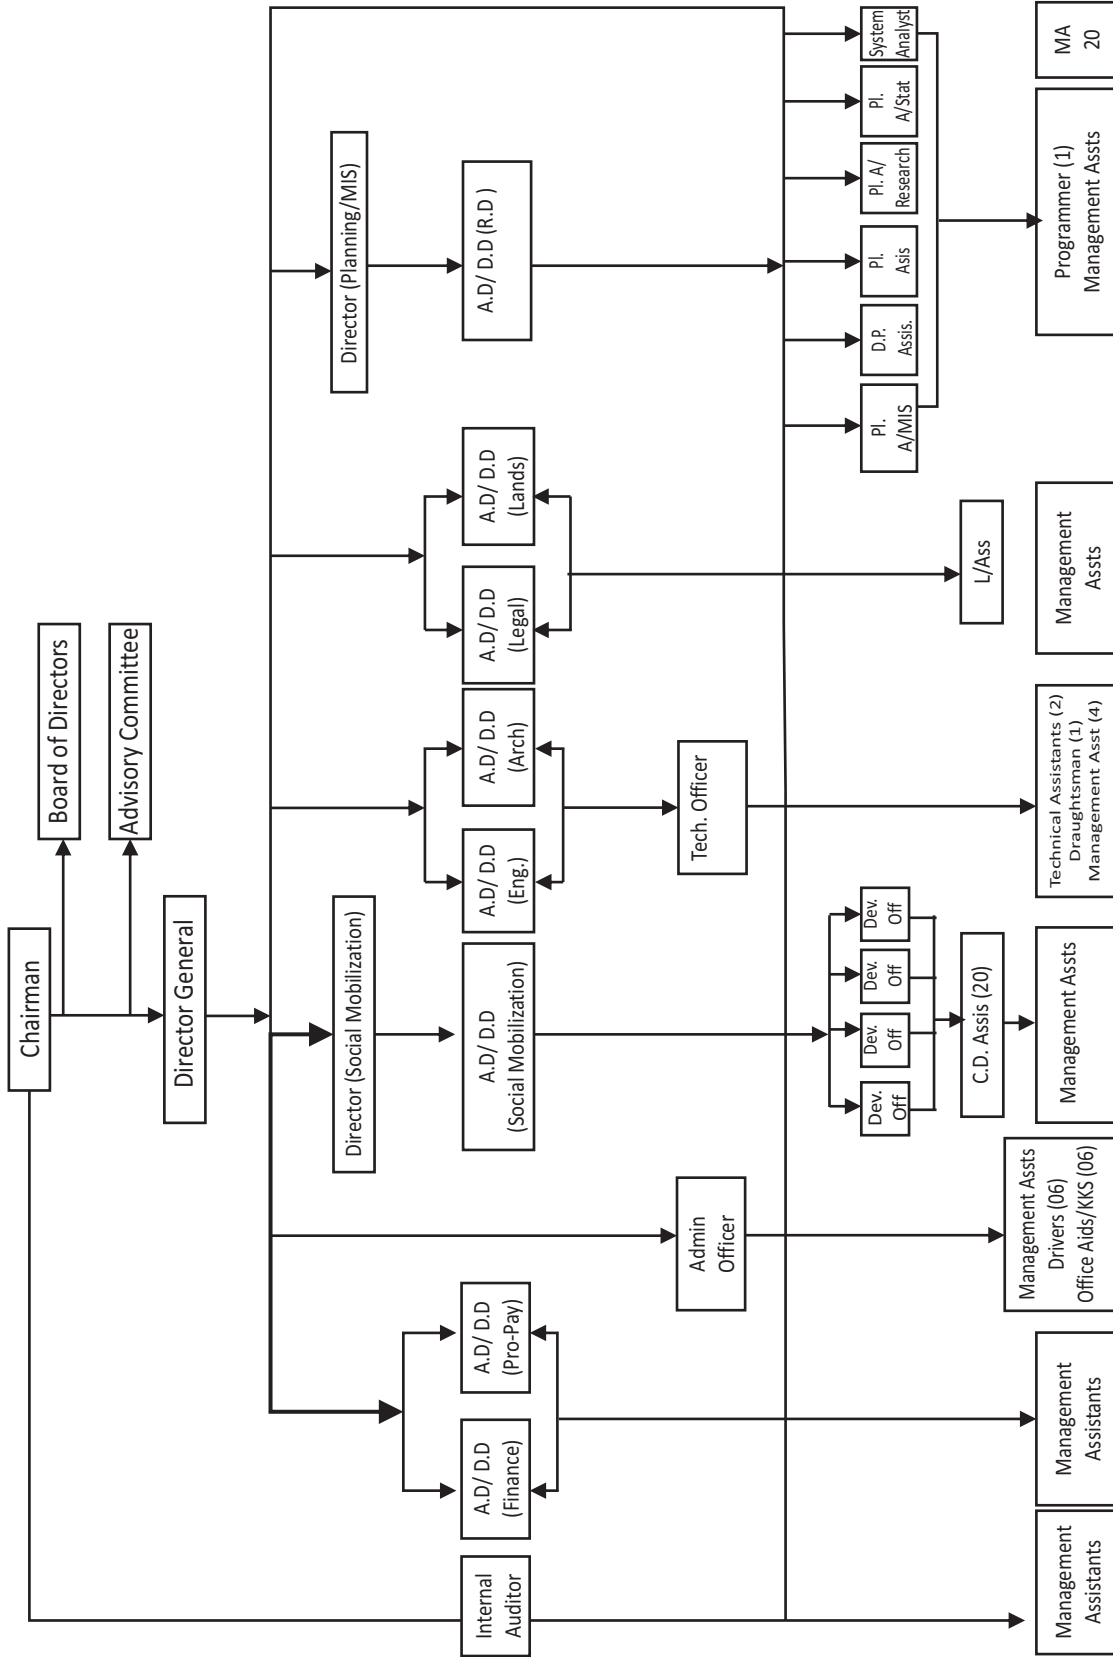 Chairman
Board of Directors
Advisory Committee
Director General
Director (Social Mobilization)
Director (Planning/MIS)
Internal
Auditor
A.D/ D.D
(Finance)
A.D/ D.D
(Pro-Pay)
A.D/ D.D
(Social Mobilization)
A.D/ D.D
(Eng.)
A.D/ D.D
(Arch)
A.D/ D.D
(Legal)
A.D/ D.D
(Lands)
A.D/ D.D (R.D )
Admin
Officer
Tech. Officer
Dev.
Off
Dev.
Off
Dev.
Off
Dev.
Off
Pl.
A/MIS
D.P.
Assis.
Pl.
Asis
Pl. A/
Research
Pl.
A/Stat
System
Analyst
C.D. Assis (20)
L/Ass
Management
Assistants
Management
Assistants
Management Assts
Drivers (06)
Office Aids/KKS (06)
Management Assts
Technical Assistants (2)
Draughtsman (1)
Management Asst (4)
Management
Assts
Programmer (1)
Management Assts
MA
20